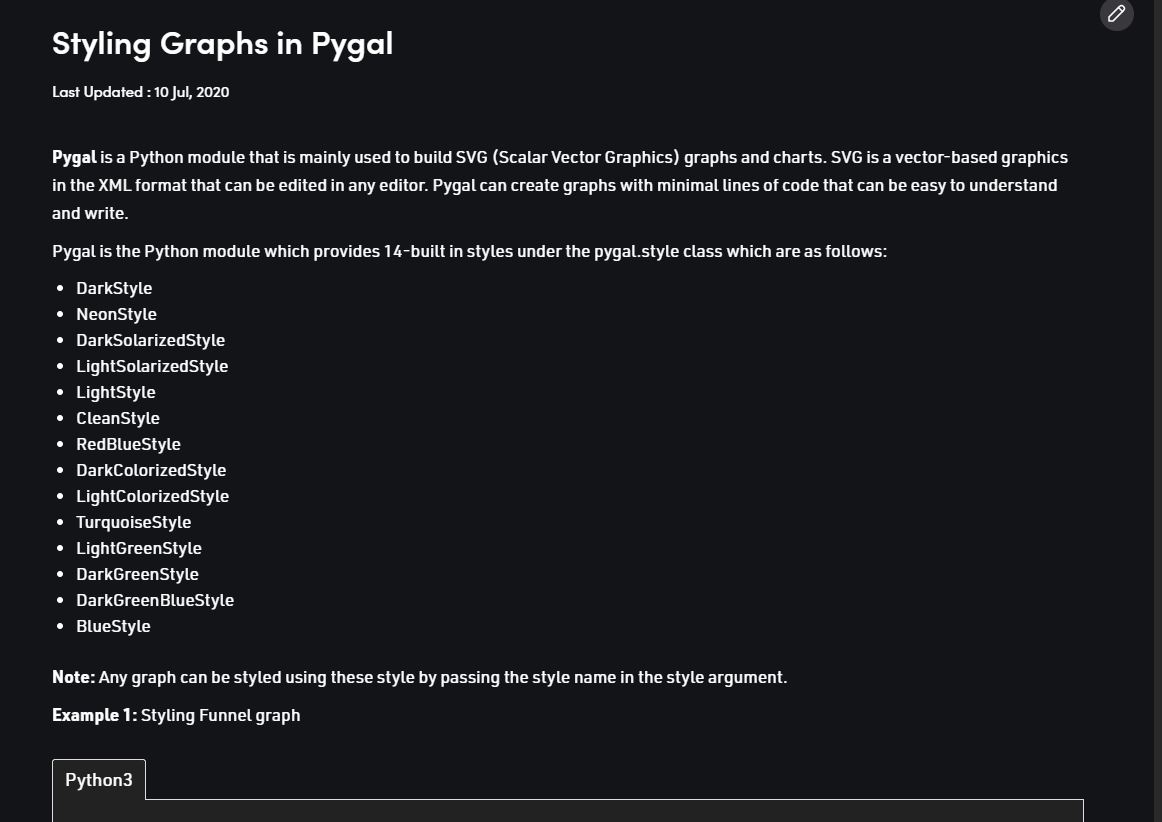 Styling Graphs in Pygal
Last Updated : 10 Jul, 2020
Pygal is a Python module that is mainly used to build SVG (Scalar Vector Graphics) graphs and charts. SVG is a vector-based graphics
in the XML format that can be edited in any editor. Pygal can create graphs with minimal lines of code that can be easy to understand
and write.
Pygal is the Python module which provides 14-built in styles under the pygal.style class which are as follows:
• DarkStyle
• NeonStyle
• DarkSolarizedStyle
• LightSolarizedStyle
• LightStyle
• CleanStyle
• RedBlueStyle
• DarkColorizedStyle
• LightColorizedStyle
• TurquoiseStyle
• LightGreenStyle
• DarkGreenStyle
• DarkGreenBlueStyle
• BlueStyle
Note: Any graph can be styled using these style by passing the style name in the style argument.
Example 1: Styling Funnel graph
Python3